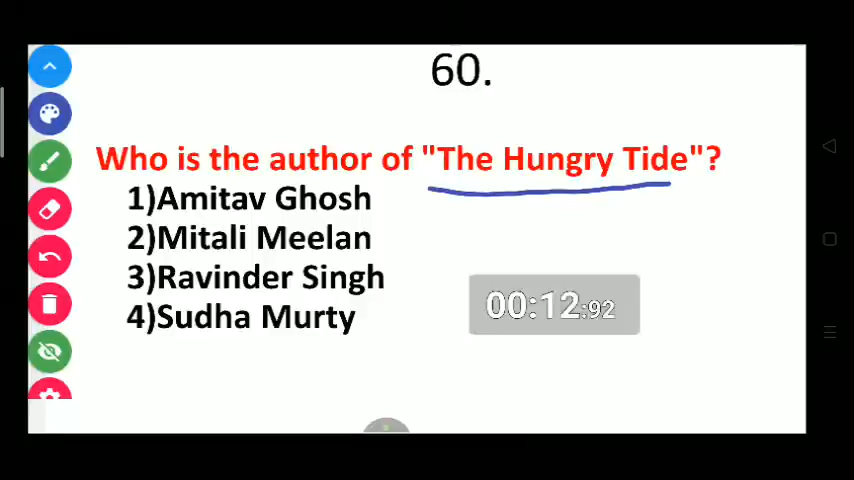 60.
Who is the author of "The Hungry Tide"?
1)Amitav Ghosh
2)Mitali Meelan
3)Ravinder Singh
4)Sudha Murty
00:12:92